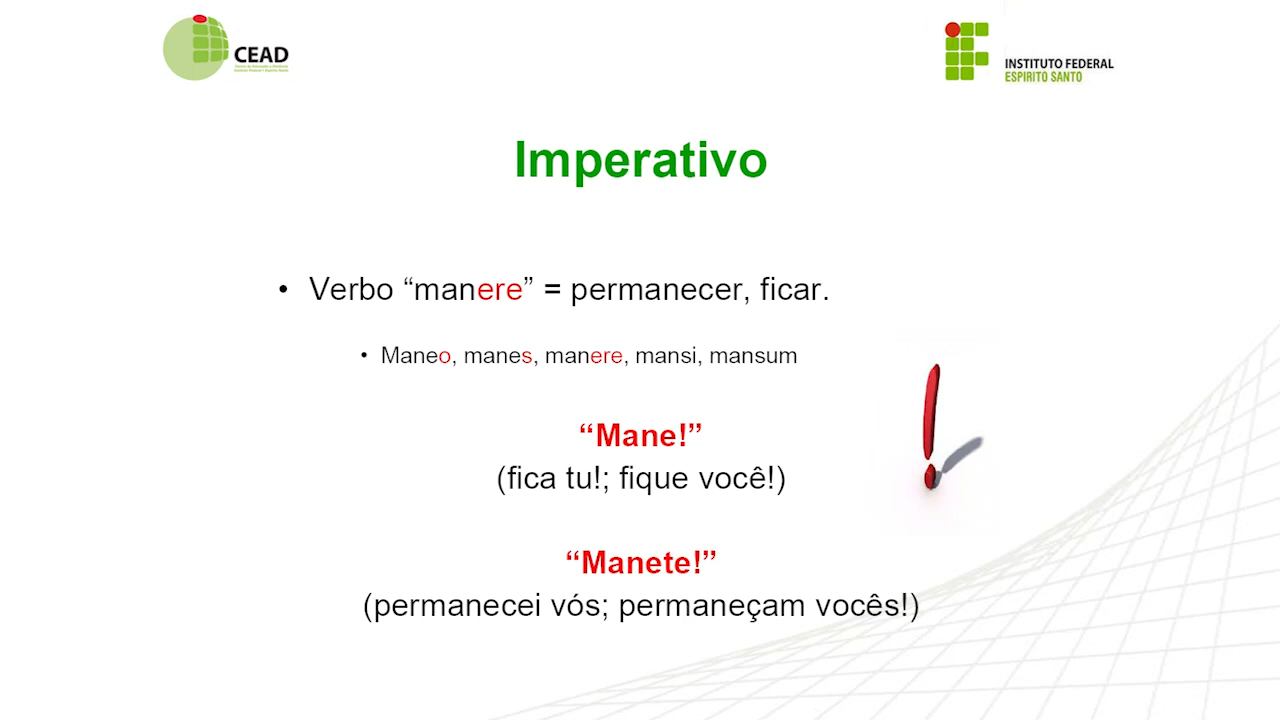 CEAD
INSTITUTO FEDERAL
ESPÍRITO SANTO
Imperativo
• Verbo “manere” = permanecer, ficar.
• Maneo, manes, manere, mansi, mansum
“Mane!”
(fica tu!; fique você!)
“Manete!”
(permanecei vós; permaneçam vocês!)